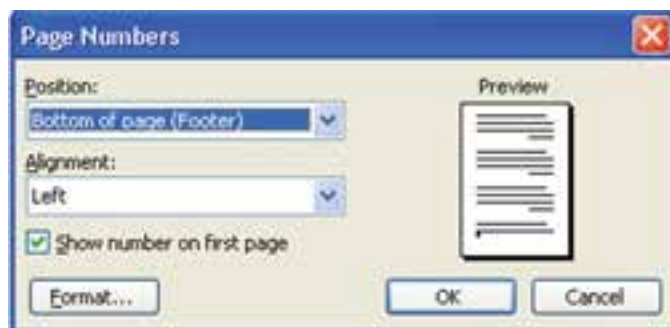 Page Numbers
Position:
Preview
Bottom of page (Footer)
Alignment:
Left
Show number on first page
Format...
OK
Cancel